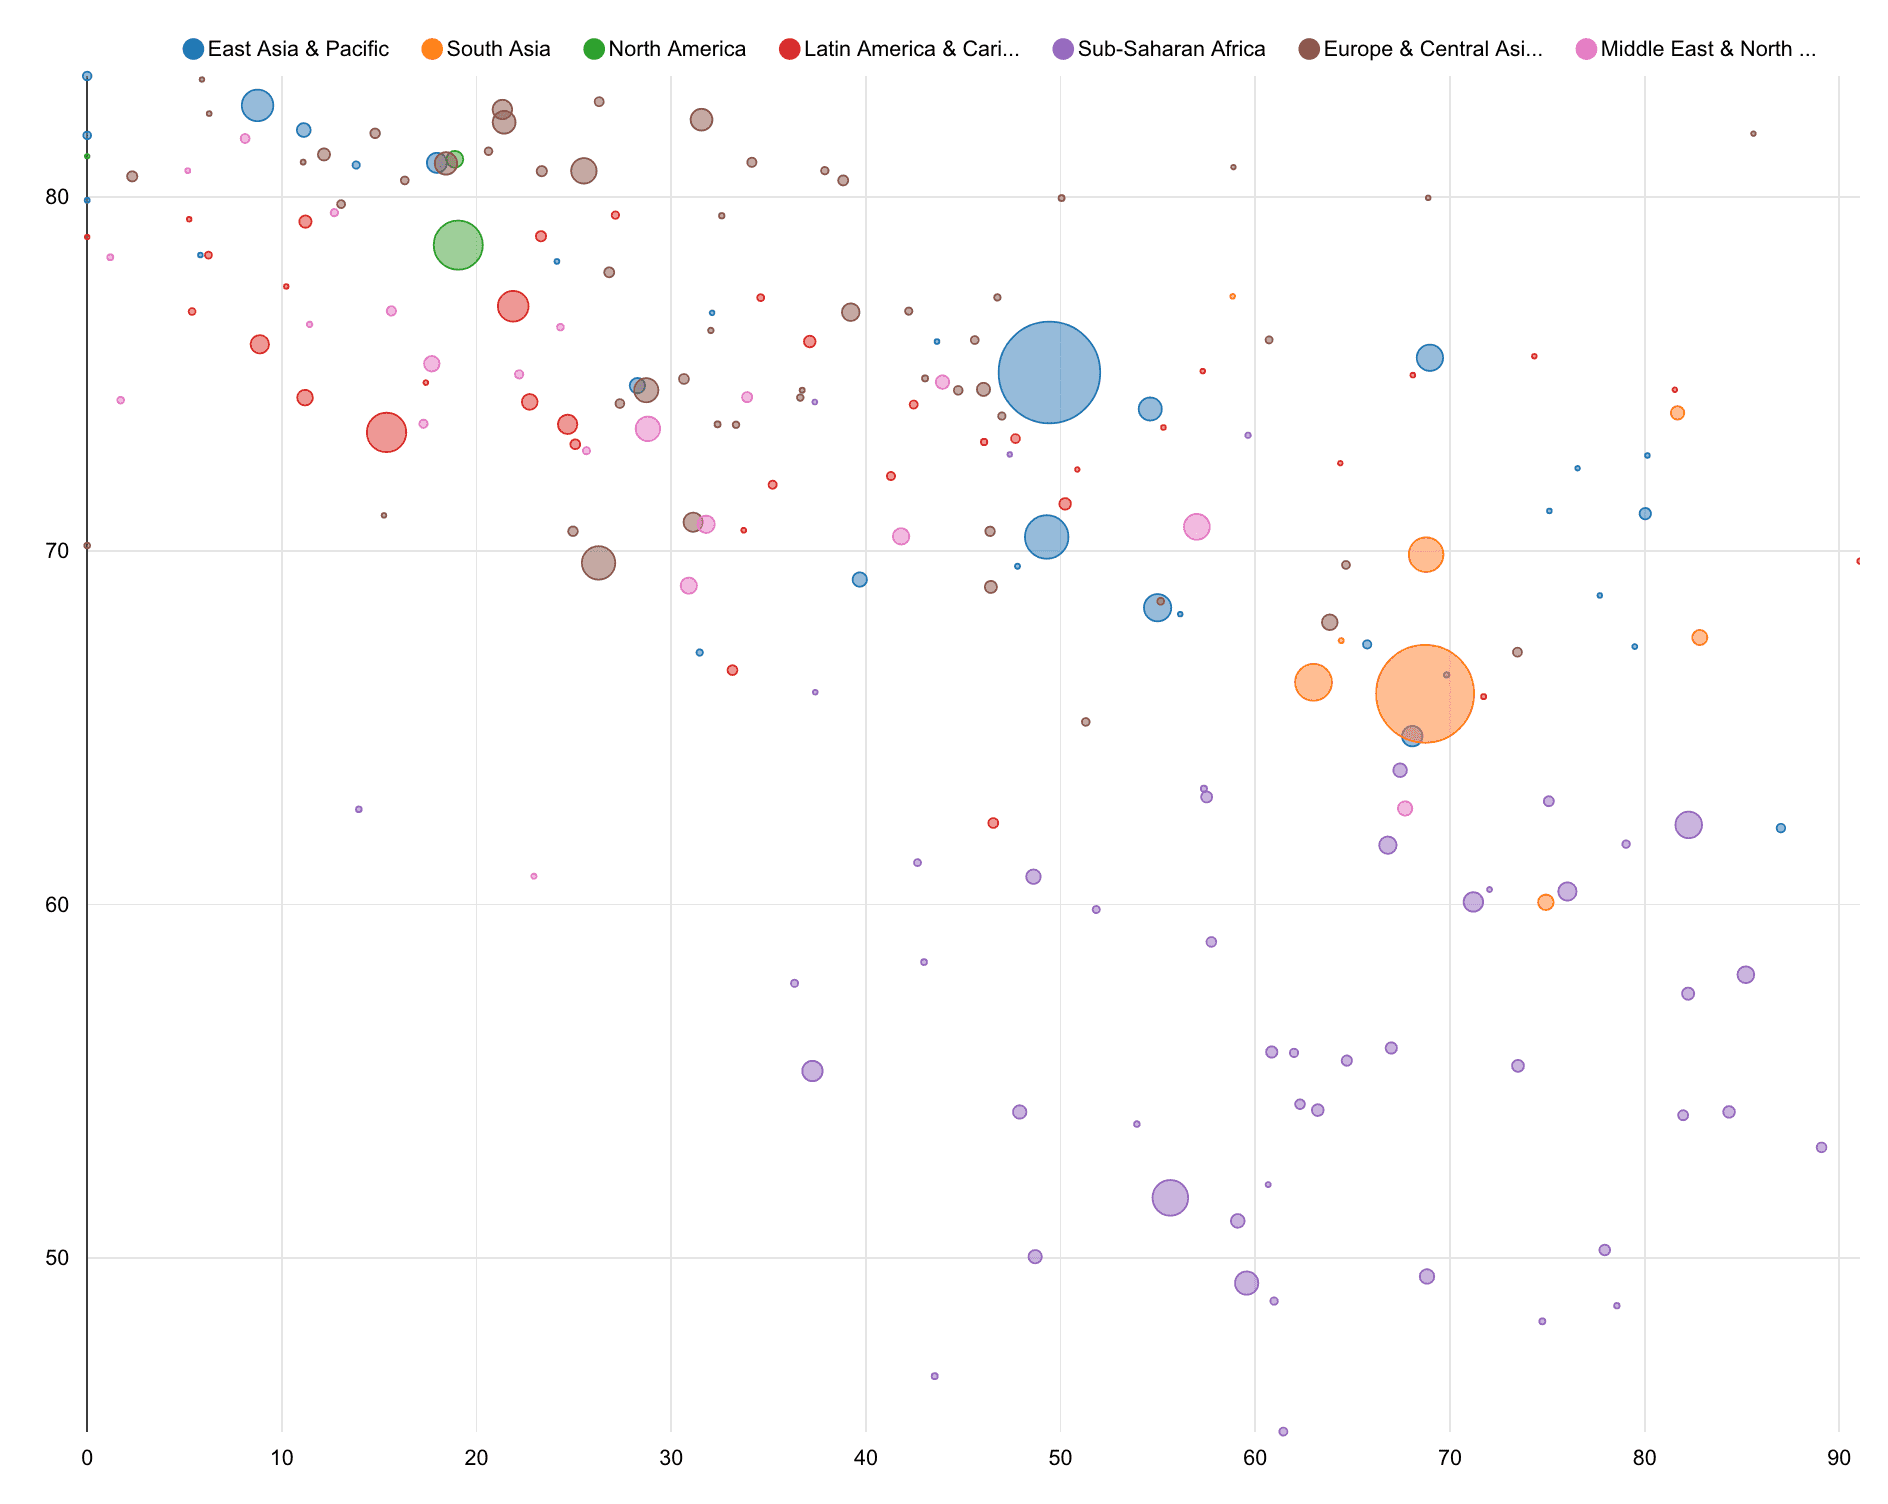 East Asia & Pacific South Asia North America Latin America & Cari... Sub-Saharan Africa Europe & Central Asi... Middle East & North ...
80
70
60
50
0 10 20 30 40 50 60 70 80 90